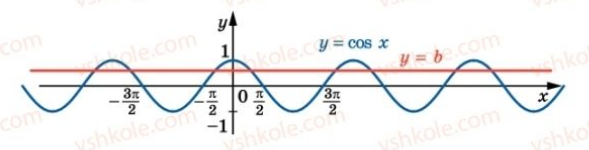 y
1
y = cos x
y = b
-3π/2
-π/2
0
π/2
3π/2
x
-1
vshkole.com
vshkole.com
vshkole.com
vshkole.com
vshkole.com
vshkole.com